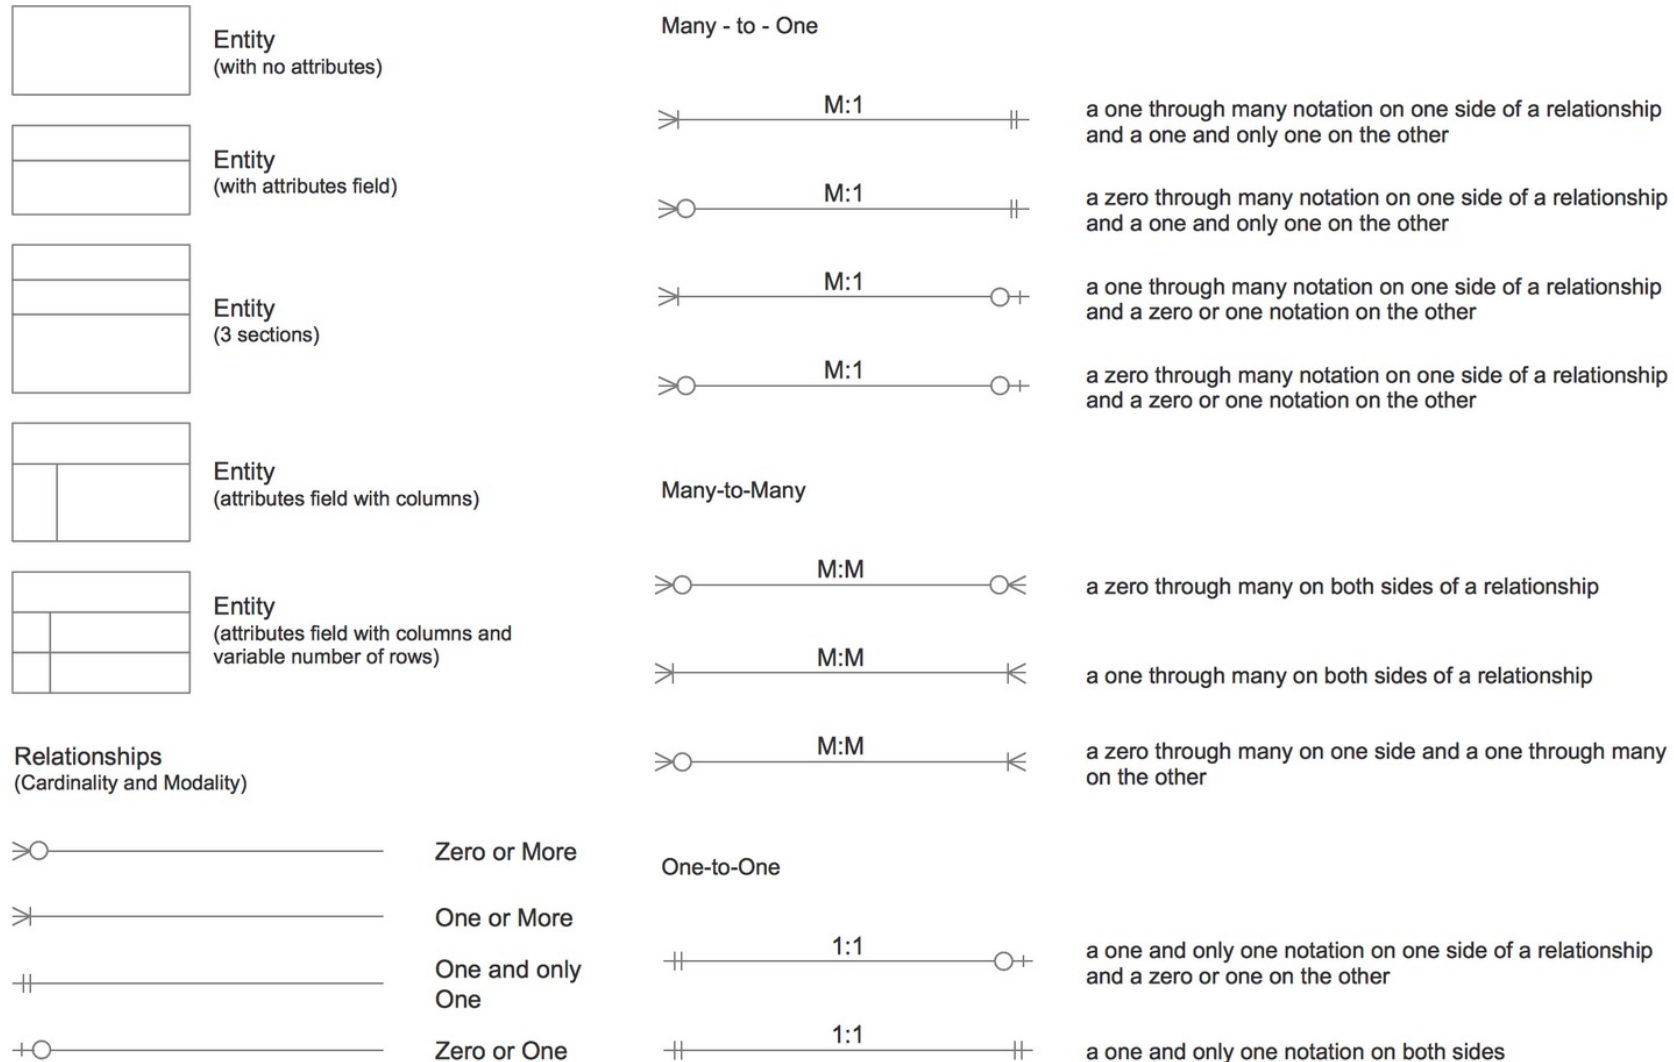 Entity
(with no attributes)
Entity
(with attributes field)
Entity
(3 sections)
Entity
(attributes field with columns)
Entity
(attributes field with columns and
variable number of rows)
Relationships
(Cardinality and Modality)
Zero or More
One or More
One and only
One
Zero or One
Many - to - One
M:1
a one through many notation on one side of a relationship
and a one and only one on the other
M:1
a zero through many notation on one side of a relationship
and a one and only one on the other
M:1
a one through many notation on one side of a relationship
and a zero or one notation on the other
M:1
a zero through many notation on one side of a relationship
and a zero or one notation on the other
Many-to-Many
M:M
a zero through many on both sides of a relationship
M:M
a one through many on both sides of a relationship
M:M
a zero through many on one side and a one through many
on the other
One-to-One
1:1
a one and only one notation on one side of a relationship
and a zero or one on the other
1:1
a one and only one notation on both sides